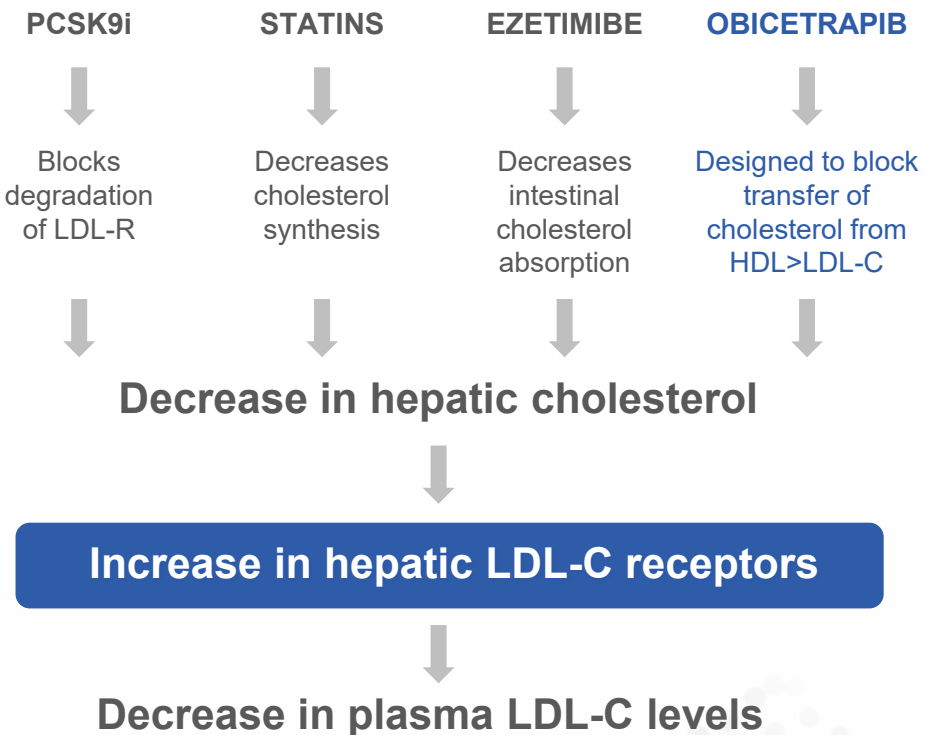 PCSK9i
STATINS
EZETIMIBE
OBICETRAPIB
Blocks
degradation
of LDL-R
Decreases
cholesterol
synthesis
Decreases
intestinal
cholesterol
absorption
Designed to block
transfer of
cholesterol from
HDL>LDL-C
Decrease in hepatic cholesterol
Increase in hepatic LDL-C receptors
Decrease in plasma LDL-C levels